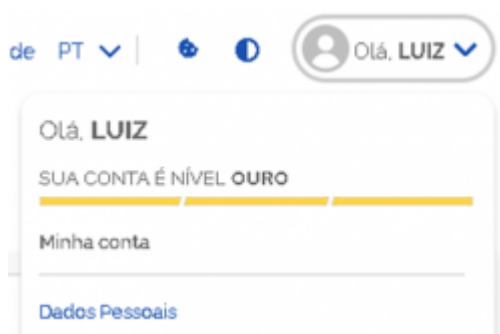 de PT Olá, LUIZ
Olá, LUIZ
SUA CONTA É NÍVEL OURO
Minha conta
Dados Pessoais